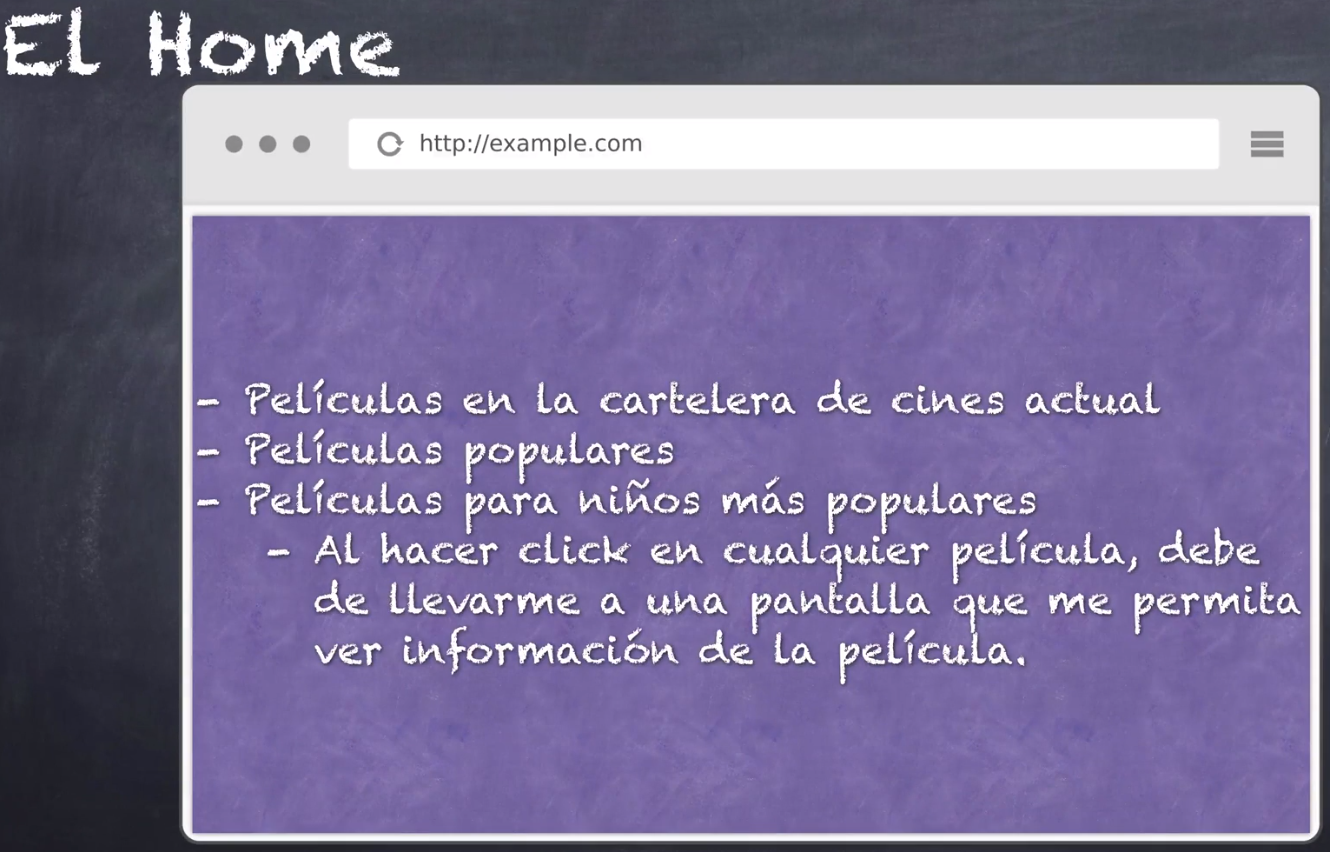 El Home
http://example.com
- Películas en la cartelera de cines actual
- Películas populares
- Películas para niños más populares
- Al hacer click en cualquier película, debe
de llevarme a una pantalla que me permita
ver información de la película.